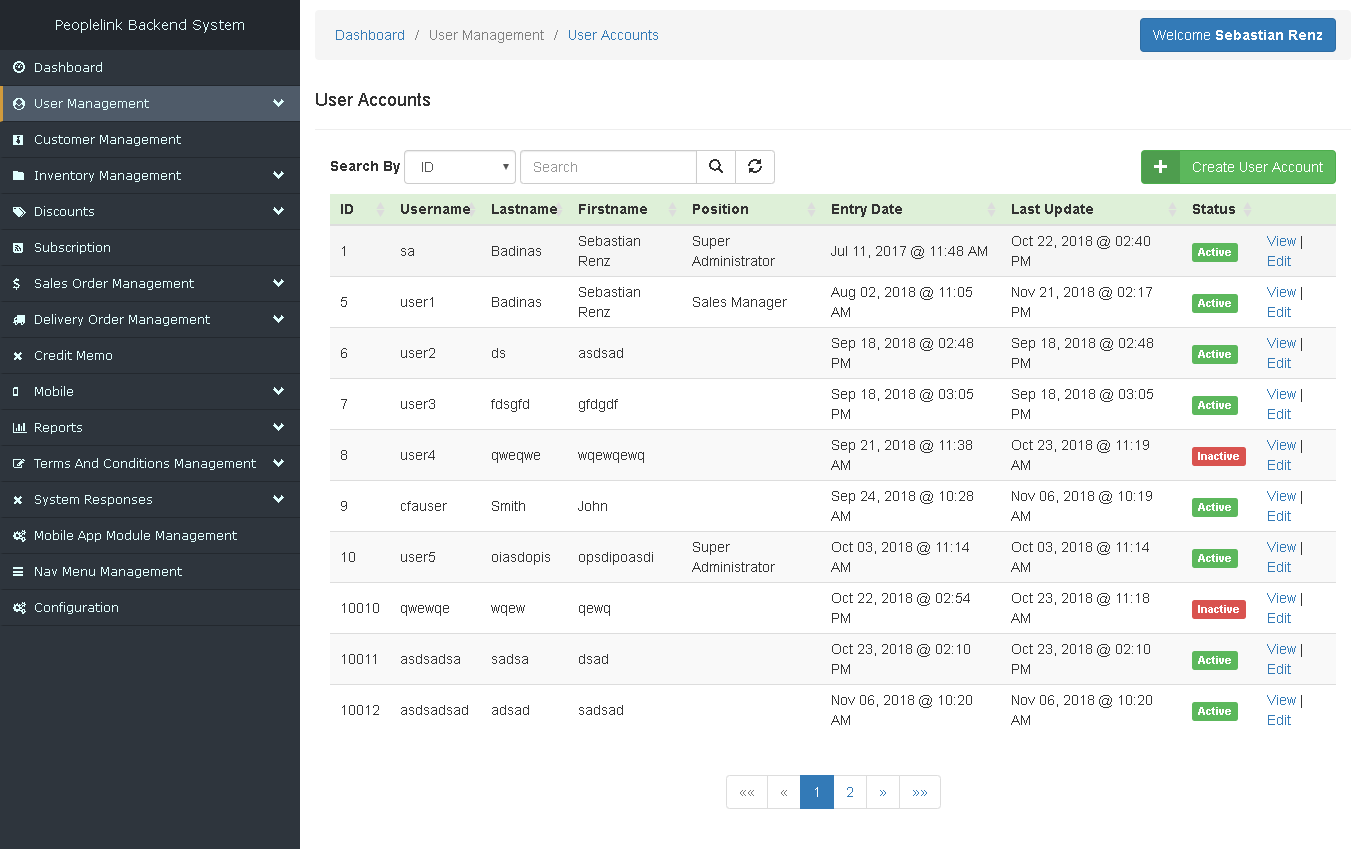 Peoplelink Backend System
Dashboard
User Management
Customer Management
Inventory Management
Discounts
Subscription
Sales Order Management
Delivery Order Management
Credit Memo
Mobile
Reports
Terms And Conditions Management
System Responses
Mobile App Module Management
Nav Menu Management
Configuration
Dashboard / User Management / User Accounts
Welcome Sebastian Renz
User Accounts
Search By ID Search Create User Account
ID Username Lastname Firstname Position Entry Date Last Update Status
1 sa Badinas Sebastian Renz Super Administrator Jul 11, 2017 @ 11:48 AM Oct 22, 2018 @ 02:40 PM Active View | Edit
5 user1 Badinas Sebastian Renz Sales Manager Aug 02, 2018 @ 11:05 AM Nov 21, 2018 @ 02:17 PM Active View | Edit
6 user2 ds asdsad Sep 18, 2018 @ 02:48 PM Sep 18, 2018 @ 02:48 PM Active View | Edit
7 user3 fdsgfd gfdgdf Sep 18, 2018 @ 03:05 PM Sep 18, 2018 @ 03:05 PM Active View | Edit
8 user4 qweqwe wqewqewq Sep 21, 2018 @ 11:38 AM Oct 23, 2018 @ 11:19 AM Inactive View | Edit
9 cfauser Smith John Sep 24, 2018 @ 10:28 AM Nov 06, 2018 @ 10:19 AM Active View | Edit
10 user5 oiasdopis opsdipoasdi Super Administrator Oct 03, 2018 @ 11:14 AM Oct 03, 2018 @ 11:14 AM Active View | Edit
10010 qwewqe wqew qewq Oct 22, 2018 @ 02:54 PM Oct 23, 2018 @ 11:18 AM Inactive View | Edit
10011 asdsadsa sadsa dsad Oct 23, 2018 @ 02:10 PM Oct 23, 2018 @ 02:10 PM Active View | Edit
10012 asdsadsad adsad sadsad Nov 06, 2018 @ 10:20 AM Nov 06, 2018 @ 10:20 AM Active View | Edit
«« « 1 2 » »»